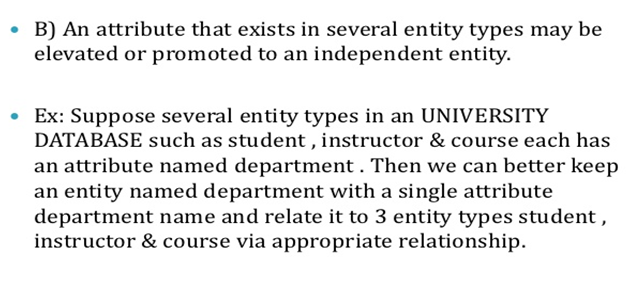 • B) An attribute that exists in several entity types may be
elevated or promoted to an independent entity.
• Ex: Suppose several entity types in an UNIVERSITY
DATABASE such as student , instructor & course each has
an attribute named department . Then we can better keep
an entity named department with a single attribute
department name and relate it to 3 entity types student ,
instructor & course via appropriate relationship.